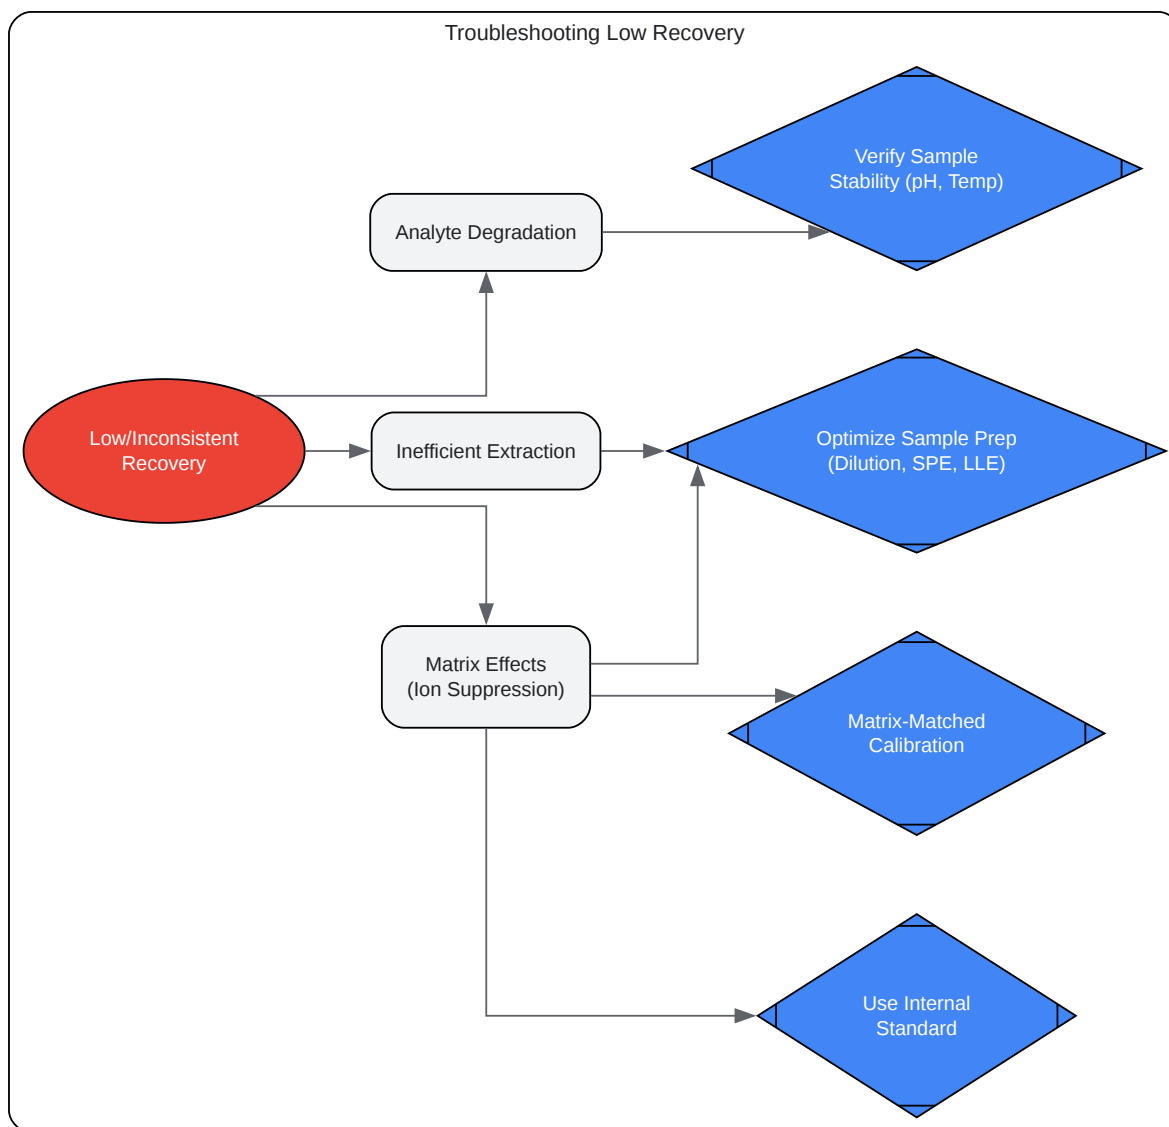 Troubleshooting Low Recovery
Verify Sample
Stability (pH, Temp)
Analyte Degradation
Low/Inconsistent
Recovery
Inefficient Extraction
Optimize Sample Prep
(Dilution, SPE, LLE)
Matrix Effects
(Ion Suppression)
Matrix-Matched
Calibration
Use Internal
Standard